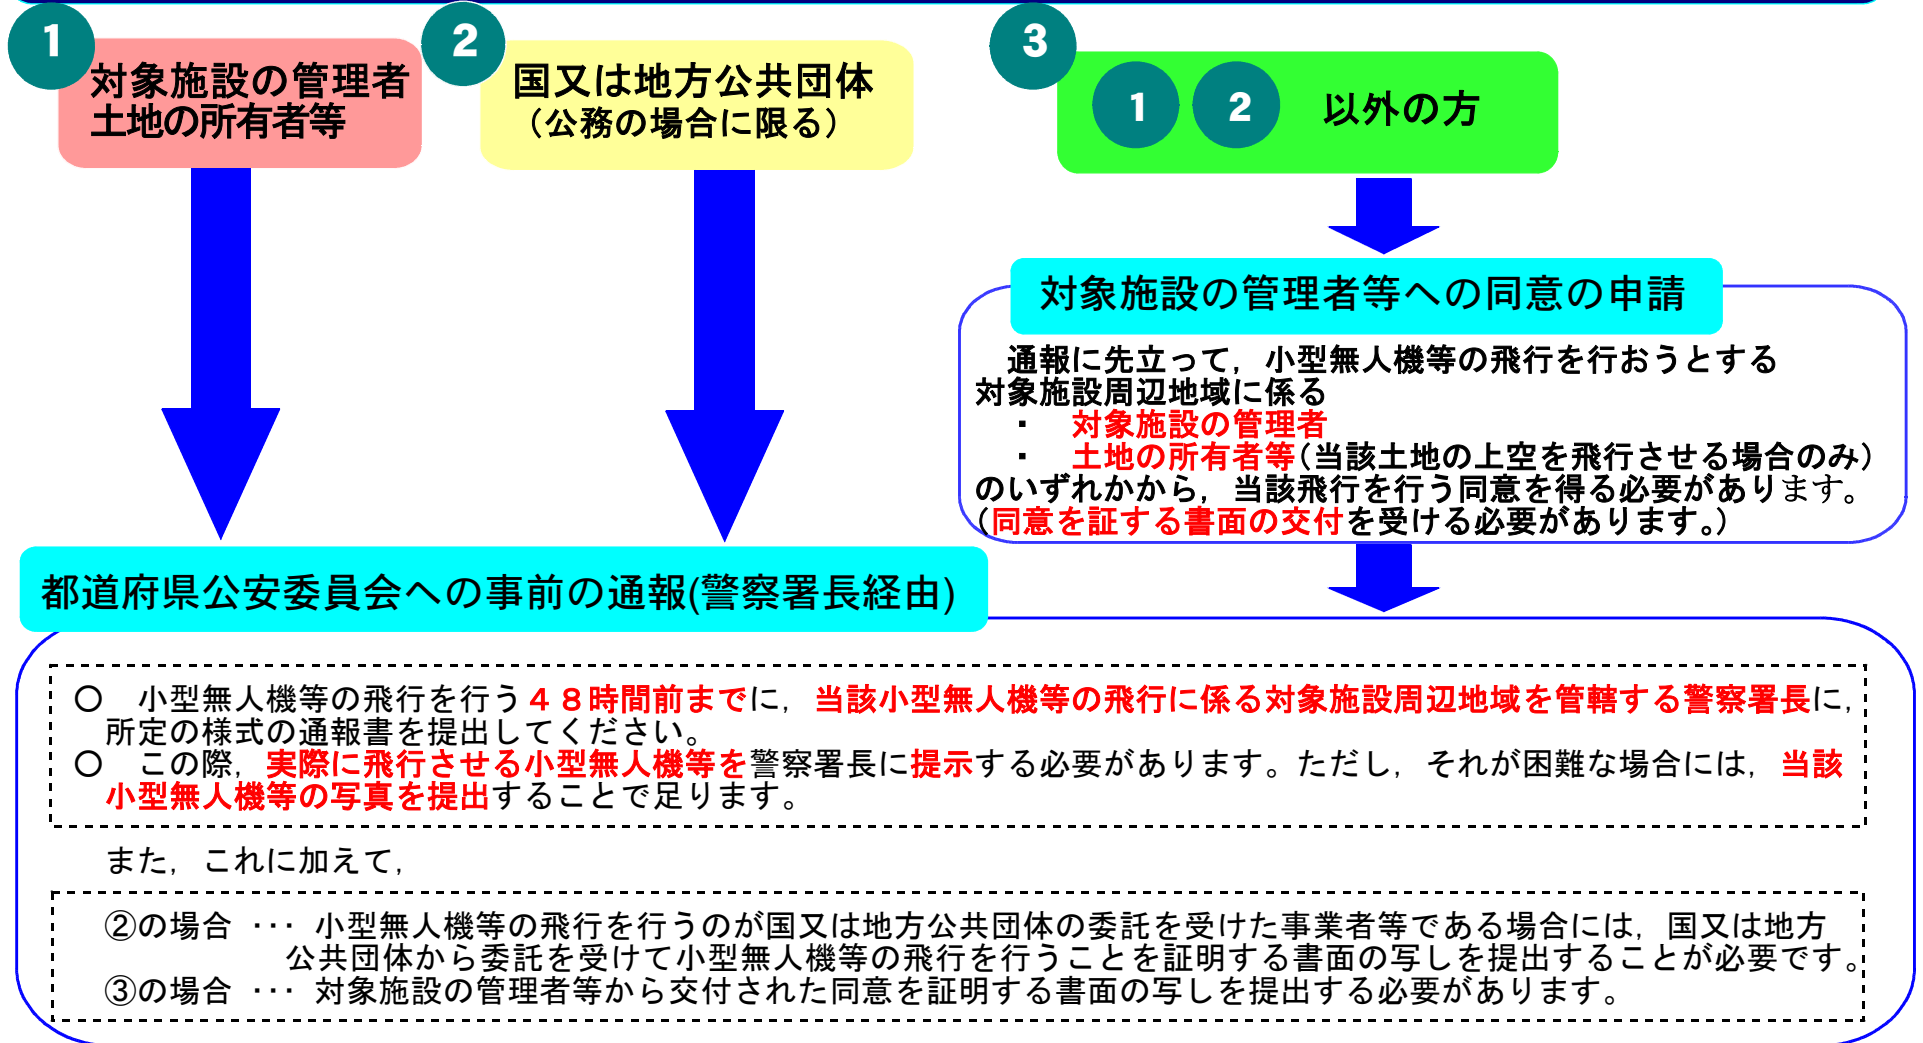 1
対象施設の管理者
土地の所有者等
2
国又は地方公共団体
(公務の場合に限る)
3
1 2 以外の方
対象施設の管理者等への同意の申請
通報に先立って，小型無人機等の飛行を行おうとする
対象施設周辺地域に係る
・ 対象施設の管理者
・ 土地の所有者等(当該土地の上空を飛行させる場合のみ)
のいずれかから，当該飛行を行う同意を得る必要があります。
(同意を証する書面の交付を受ける必要があります。)
都道府県公安委員会への事前の通報(警察署長経由)
○ 小型無人機等の飛行を行う４８時間前までに，当該小型無人機等の飛行に係る対象施設周辺地域を管轄する警察署長に，
所定の様式の通報書を提出してください。
○ この際，実際に飛行させる小型無人機等を警察署長に提示する必要があります。ただし，それが困難な場合には，当該
小型無人機等の写真を提出することで足ります。
また，これに加えて，
②の場合 ･･･ 小型無人機等の飛行を行うのが国又は地方公共団体の委託を受けた事業者等である場合には，国又は地方
公共団体から委託を受けて小型無人機等の飛行を行うことを証明する書面の写しを提出することが必要です。
③の場合 ･･･ 対象施設の管理者等から交付された同意を証明する書面の写しを提出する必要があります。